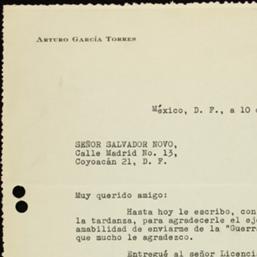 ARTURO GARCÍA TORRES
México, D. F., a 10
SEÑOR SALVADOR NOVO,
Calle Madrid No. 13,
Coyoacán 21, D. F.
Muy querido amigo:
Hasta hoy le escribo, con
la tardanza, para agradecerle el
amabilidad de enviarme de la "Guerr
que mucho le agradezco.
Entregué al señor Licenci